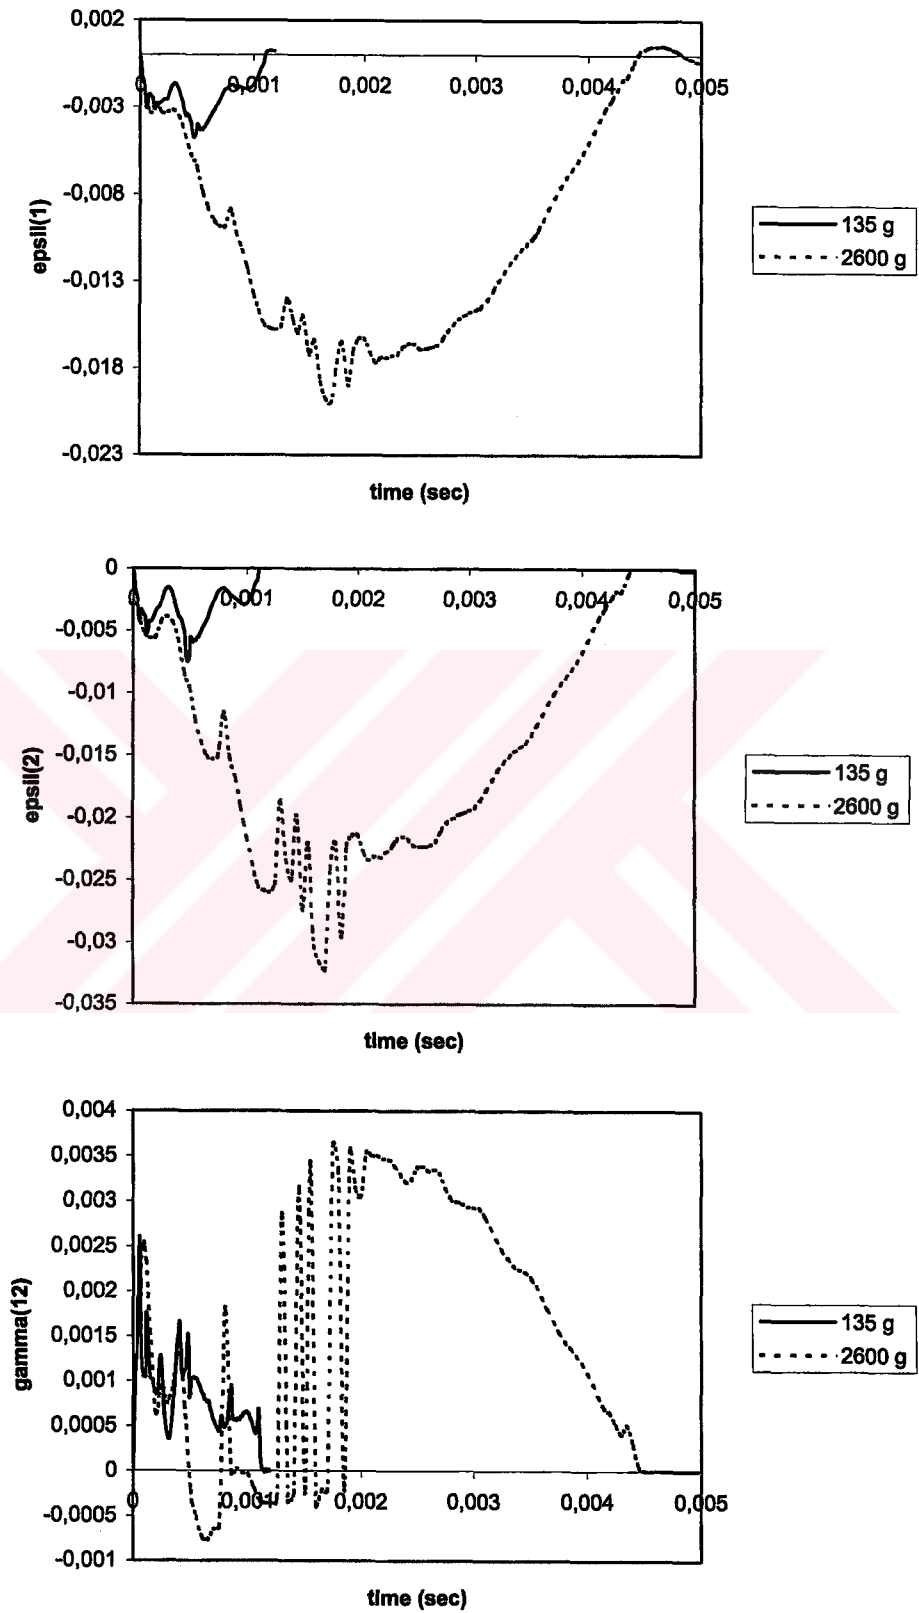 0,002
-0,003
-0,008
-0,013
-0,018
-0,023
0 0,001 0,002 0,003 0,004 0,005
epsil(1)
time (sec)
135 g
2600 g
0
-0,005
-0,01
-0,015
-0,02
-0,025
-0,03
-0,035
0 0,001 0,002 0,003 0,004 0,005
epsil(2)
time (sec)
135 g
2600 g
0,004
0,0035
0,003
0,0025
0,002
0,0015
0,001
0,0005
0
-0,0005
-0,001
0 0,001 0,002 0,003 0,004 0,005
gamma(12)
time (sec)
135 g
2600 g